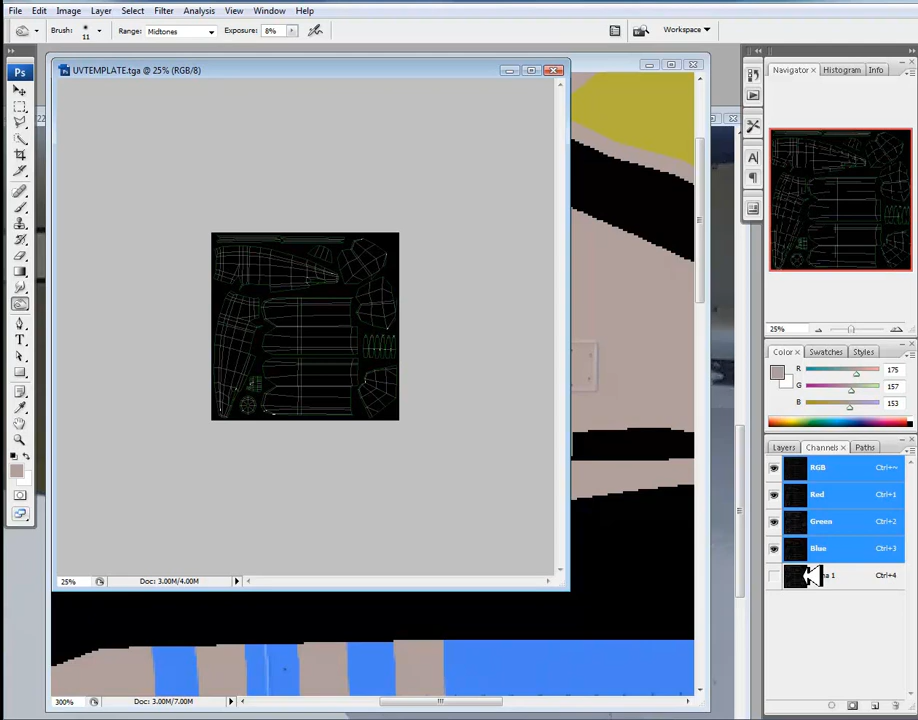 File Edit Image Layer Select Filter Analysis View Window Help
Brush: 11 Range: Midtones Exposure: 8% Workspace
UVTEMPLATE.tga @ 25% (RGB/8)
Ps
Navigator Histogram Info
25%
Color Swatches Styles
R 175
G 157
B 153
Layers Channels Paths
RGB
Red Ctrl+1
Green Ctrl+2
Blue Ctrl+3
Ctrl+4
25% Doc: 3.00M/4.00M
300% Doc: 3.00M/7.00M